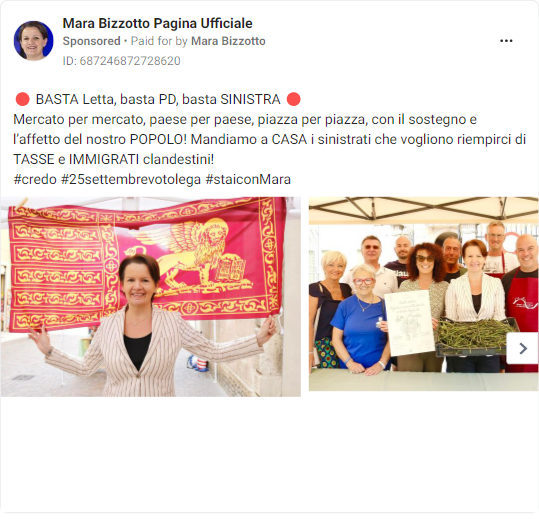 Mara Bizzotto Pagina Ufficiale
Sponsored • Paid for by Mara Bizzotto
ID: 687246872728620
🔴 BASTA Letta, basta PD, basta SINISTRA 🔴
Mercato per mercato, paese per paese, piazza per piazza, con il sostegno e
l'affetto del nostro POPOLO! Mandiamo a CASA i sinistrati che vogliono riempirci di
TASSE e IMMIGRATI clandestini!
#credo #25settembrevotolega #staiconMara